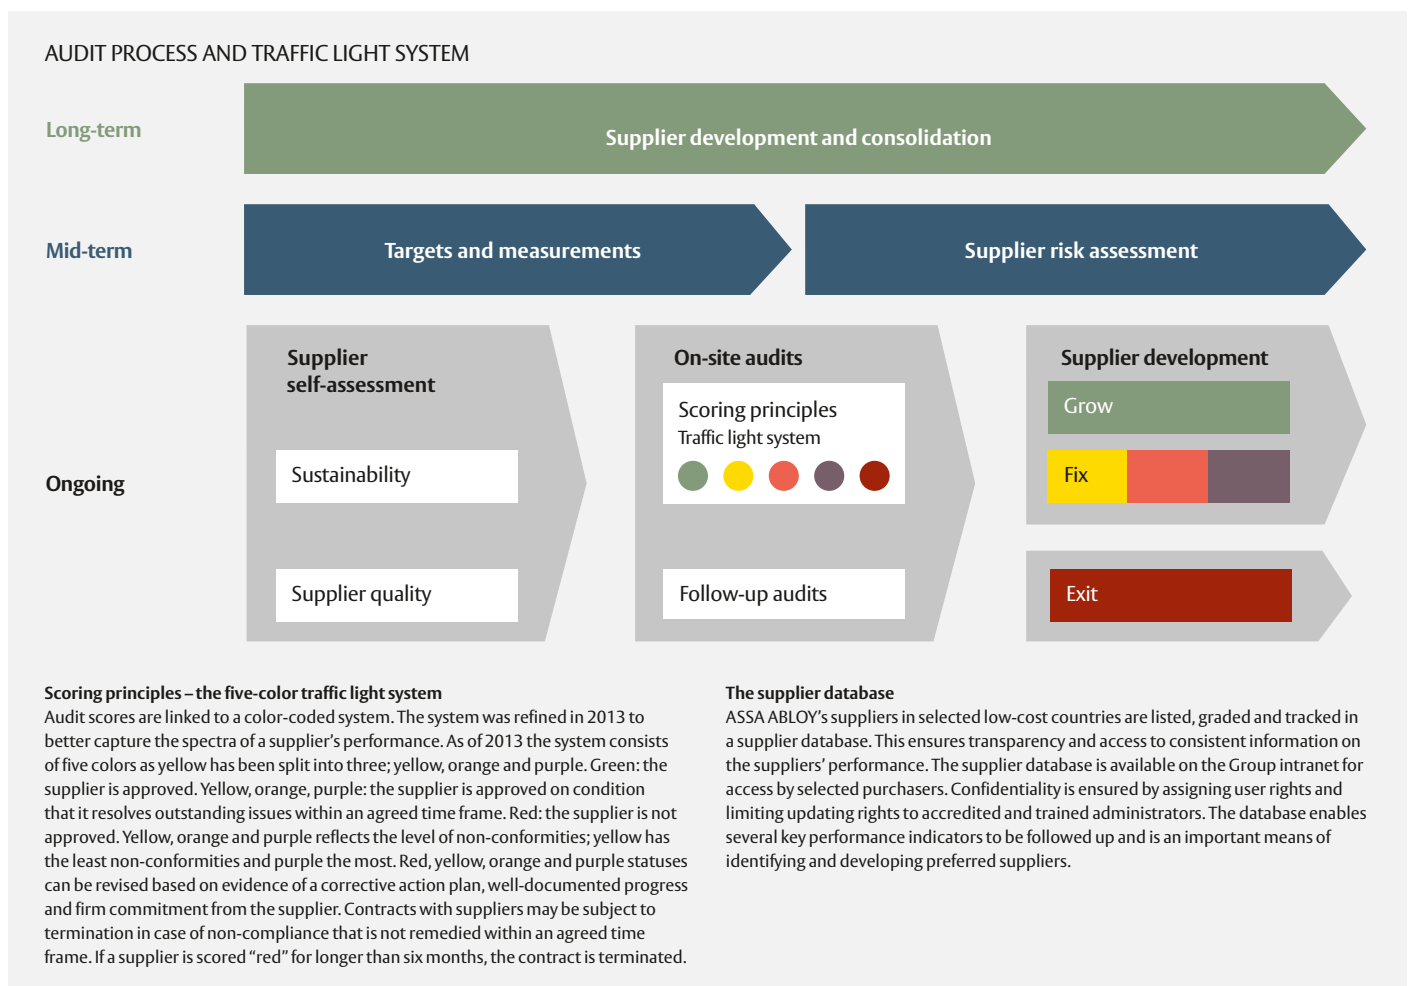 AUDIT PROCESS AND TRAFFIC LIGHT SYSTEM
Long-term
Supplier development and consolidation
Mid-term
Targets and measurements
Supplier risk assessment
Ongoing
Supplier
self-assessment
Sustainability
Supplier quality
On-site audits
Scoring principles
Traffic light system
Follow-up audits
Supplier development
Grow
Fix
Exit
Scoring principles – the five-color traffic light system
Audit scores are linked to a color-coded system. The system was refined in 2013 to
better capture the spectra of a supplier’s performance. As of 2013 the system consists
of five colors as yellow has been split into three; yellow, orange and purple. Green: the
supplier is approved. Yellow, orange, purple: the supplier is approved on condition
that it resolves outstanding issues within an agreed time frame. Red: the supplier is not
approved. Yellow, orange and purple reflects the level of non-conformities; yellow has
the least non-conformities and purple the most. Red, yellow, orange and purple statuses
can be revised based on evidence of a corrective action plan, well-documented progress
and firm commitment from the supplier. Contracts with suppliers may be subject to
termination in case of non-compliance that is not remedied within an agreed time
frame. If a supplier is scored “red” for longer than six months, the contract is terminated.
The supplier database
ASSA ABLOY’s suppliers in selected low-cost countries are listed, graded and tracked in
a supplier database. This ensures transparency and access to consistent information on
the suppliers’ performance. The supplier database is available on the Group intranet for
access by selected purchasers. Confidentiality is ensured by assigning user rights and
limiting updating rights to accredited and trained administrators. The database enables
several key performance indicators to be followed up and is an important means of
identifying and developing preferred suppliers.